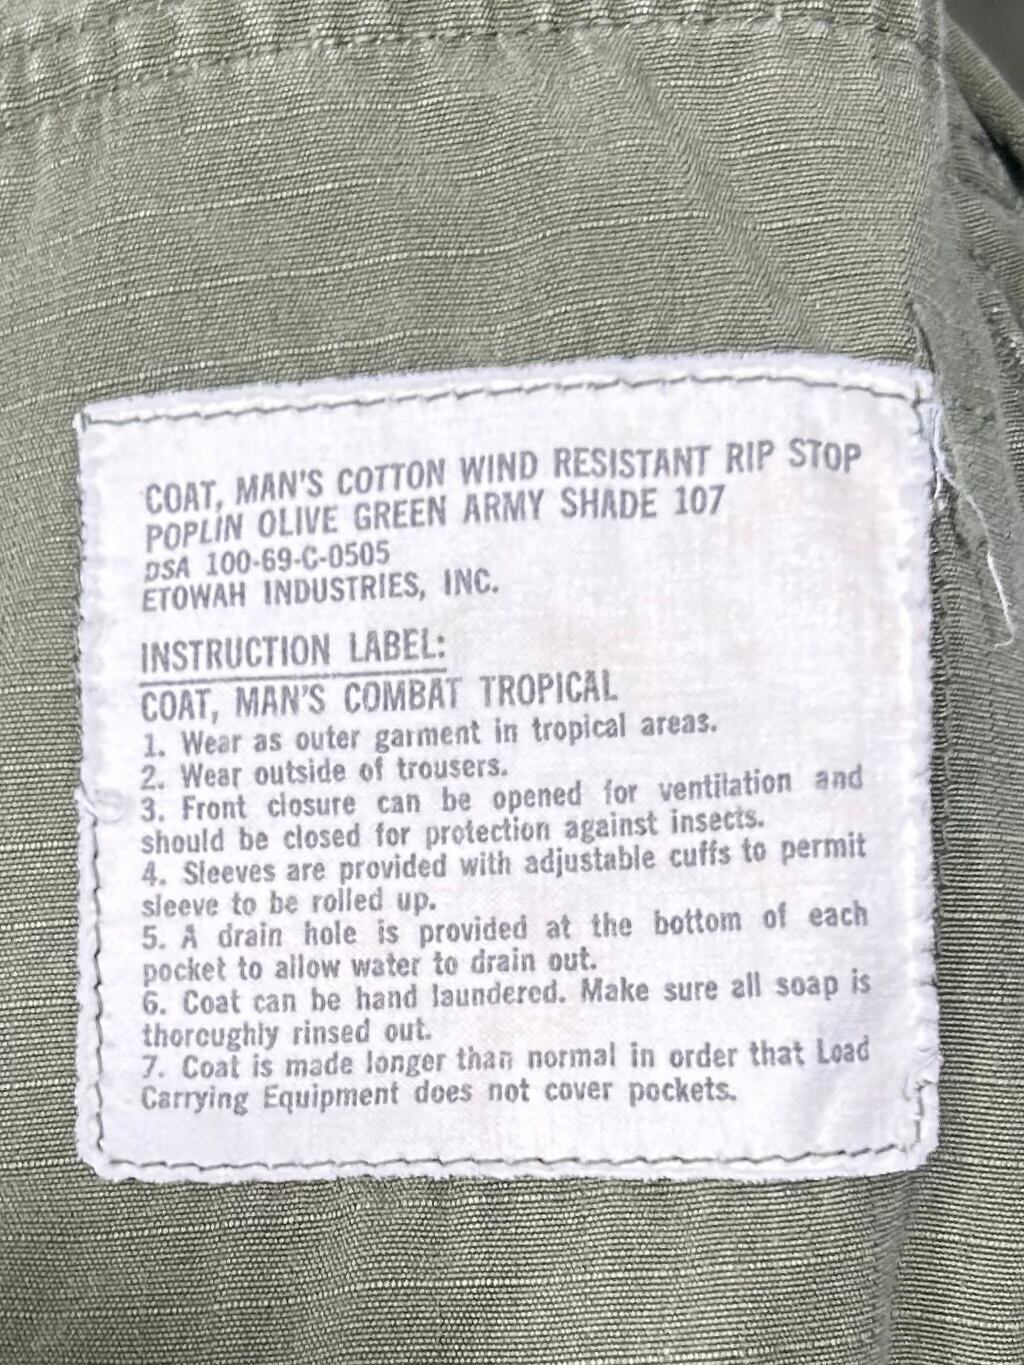 COAT, MAN'S COTTON WIND RESISTANT RIP STOP
POPLIN OLIVE GREEN ARMY SHADE 107
DSA 100-69-C-0505
ETOWAH INDUSTRIES, INC.
INSTRUCTION LABEL:
COAT, MAN'S COMBAT TROPICAL
1. Wear as outer garment in tropical areas.
2. Wear outside of trousers.
3. Front closure can be opened for ventilation and
should be closed for protection against insects.
4. Sleeves are provided with adjustable cuffs to permit
sleeve to be rolled up.
5. A drain hole is provided at the bottom of each
pocket to allow water to drain out.
6. Coat can be hand laundered. Make sure all soap is
thoroughly rinsed out.
7. Coat is made longer than normal in order that Load
Carrying Equipment does not cover pockets.